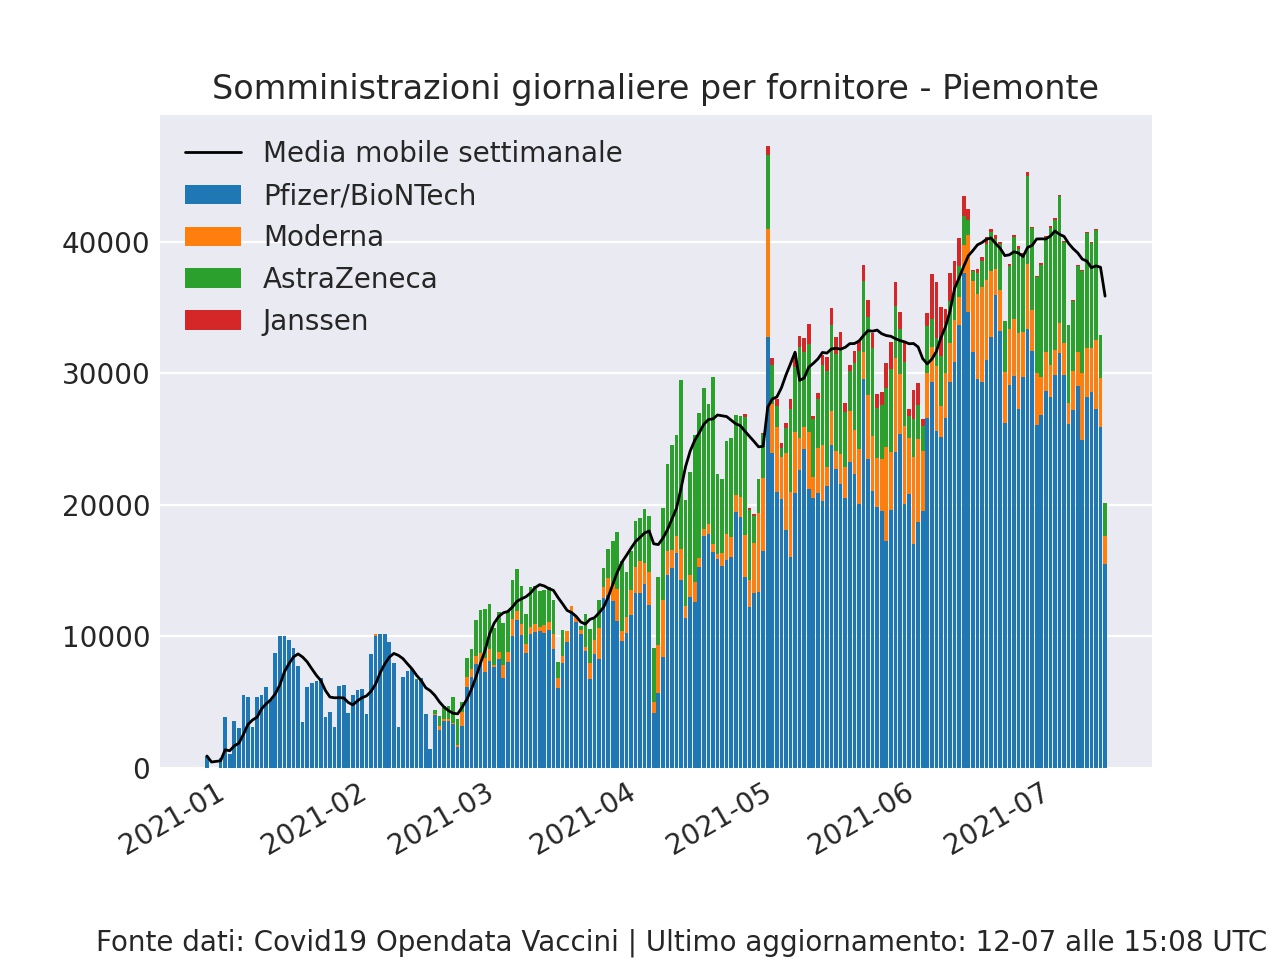 Somministrazioni giornaliere per fornitore - Piemonte
Media mobile settimanale
Pfizer/BioNTech
Moderna
AstraZeneca
Janssen
40000
30000
20000
10000
0
2021-01
2021-02
2021-03
2021-04
2021-05
2021-06
2021-07
Fonte dati: Covid19 Opendata Vaccini | Ultimo aggiornamento: 12-07 alle 15:08 UTC